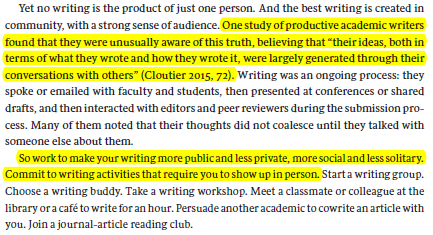 Yet no writing is the product of just one person. And the best writing is created in
community, with a strong sense of audience. One study of productive academic writers
found that they were unusually aware of this truth, believing that “their ideas, both in
terms of what they wrote and how they wrote it, were largely generated through their
conversations with others” (Cloutier 2015, 72). Writing was an ongoing process: they
spoke or emailed with faculty and students, then presented at conferences or shared
drafts, and then interacted with editors and peer reviewers during the submission pro-
cess. Many of them noted that their thoughts did not coalesce until they talked with
someone else about them.
So work to make your writing more public and less private, more social and less solitary.
Commit to writing activities that require you to show up in person. Start a writing group.
Choose a writing buddy. Take a writing workshop. Meet a classmate or colleague at the
library or a café to write for an hour. Persuade another academic to cowrite an article with
you. Join a journal-article reading club.